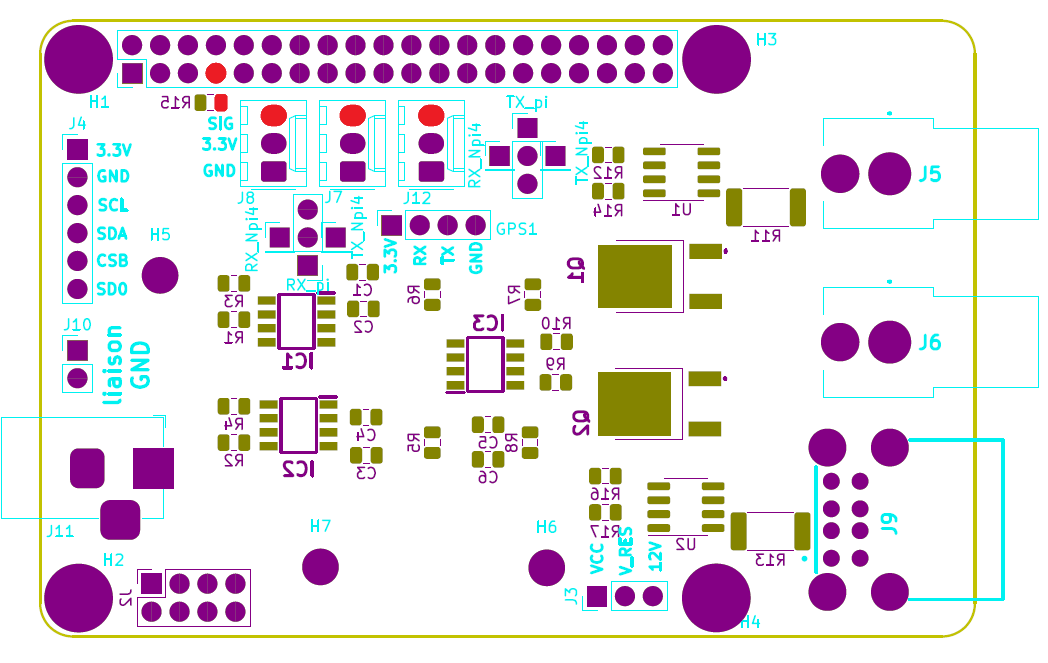 H3
H1
R15
TX_pi
J4
SIG
3.3V
3.3V
GND
GND
SCL
SDA
CSB
SDO
RX_Npi4
TX_Npi4
R12
R14
U1
R11
J5
J8
J7
J12
H5
RX_Npi4
TX_Npi4
RX_pi
3.3V
RX
TX
GND
GPS1
Q1
R3
R1
C1
C2
R6
R7
IC1
IC3
R10
R9
J6
J10
liaison
GND
R4
R2
C4
C3
IC2
R5
C5
C6
R8
Q2
R16
R17
U2
R13
J9
J11
H2
H7
H6
J2
VCC
V_RES
12V
J3
H4